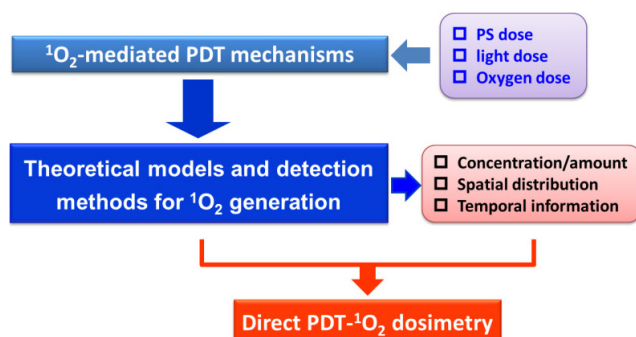 ¹O₂-mediated PDT mechanisms
PS dose
light dose
Oxygen dose
Theoretical models and detection
methods for ¹O₂ generation
Concentration/amount
Spatial distribution
Temporal information
Direct PDT-¹O₂ dosimetry